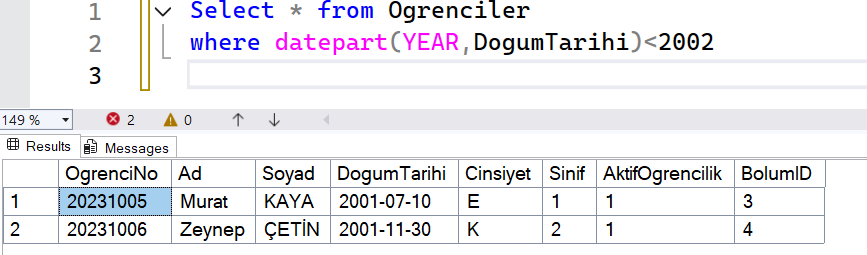 1 Select * from Ogrenciler
2 where datepart(YEAR,DogumTarihi)<2002
3
149 % 2 0
Results Messages
OgrenciNo Ad Soyad DogumTarihi Cinsiyet Sinif AktifOgrencilik BolumID
1 20231005 Murat KAYA 2001-07-10 E 1 1 3
2 20231006 Zeynep ÇETİN 2001-11-30 K 2 1 4